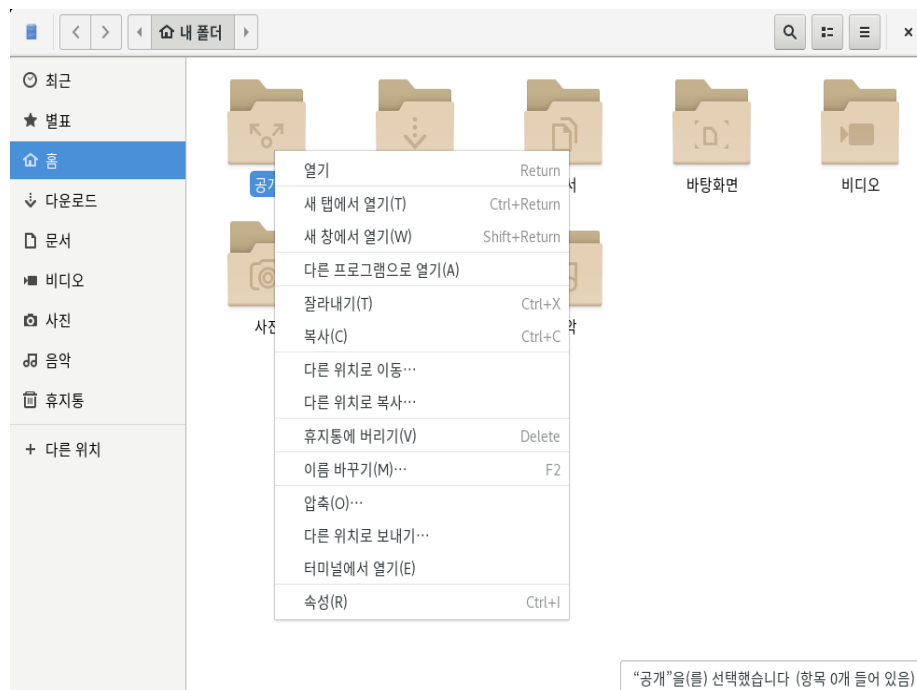 내 폴더
최근
별표
홈
다운로드
문서
비디오
사진
음악
휴지통
다른 위치
바탕화면
비디오
열기 Return
새 탭에서 열기(T) Ctrl+Return
새 창에서 열기(W) Shift+Return
다른 프로그램으로 열기(A)
잘라내기(T) Ctrl+X
복사(C) Ctrl+C
다른 위치로 이동…
다른 위치로 복사…
휴지통에 버리기(V) Delete
이름 바꾸기(M)… F2
압축(O)…
다른 위치로 보내기…
터미널에서 열기(E)
속성(R) Ctrl+I
“공개”을(를) 선택했습니다 (항목 0개 들어 있음)